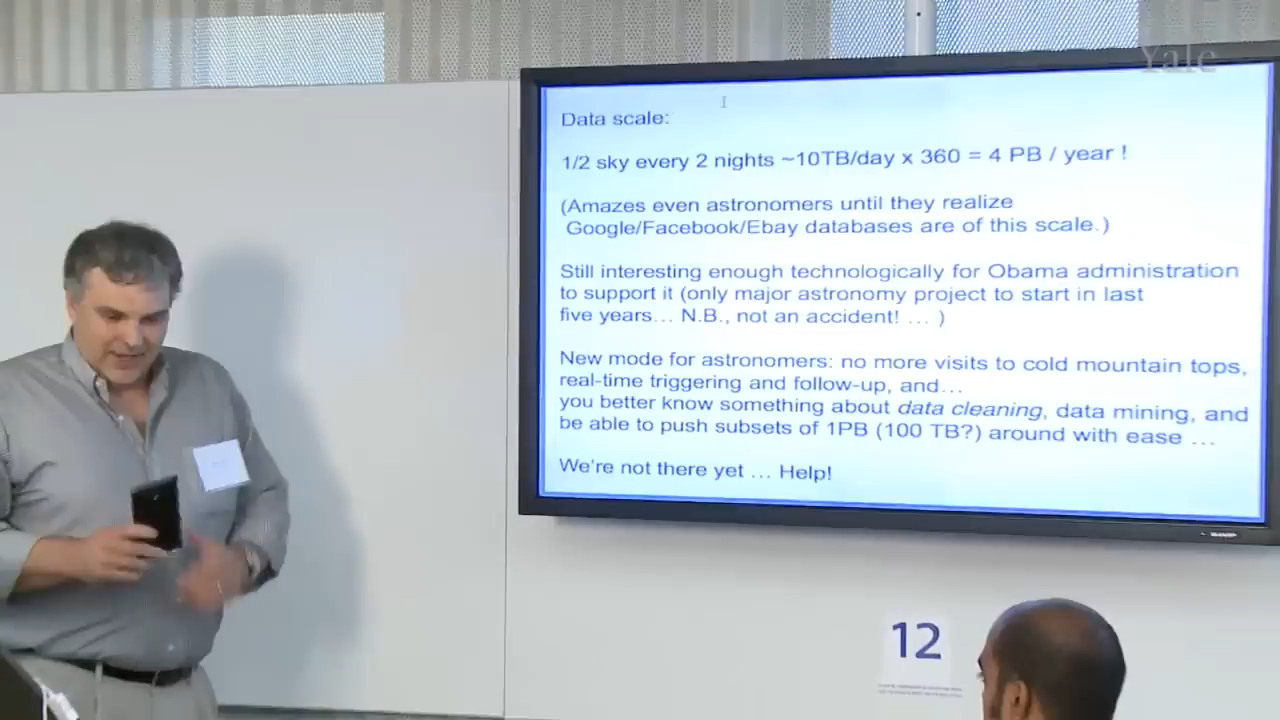 Yale
Data scale:
1/2 sky every 2 nights ~10TB/day x 360 = 4 PB / year !
(Amazes even astronomers until they realize
Google/Facebook/Ebay databases are of this scale.)
Still interesting enough technologically for Obama administration
to support it (only major astronomy project to start in last
five years… N.B., not an accident! … )
New mode for astronomers: no more visits to cold mountain tops,
real-time triggering and follow-up, and…
you better know something about data cleaning, data mining, and
be able to push subsets of 1PB (100 TB?) around with ease …
We're not there yet … Help!
SHARP
12